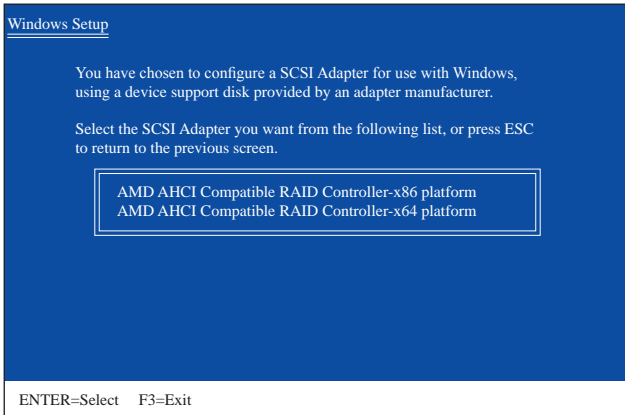 Windows Setup
You have chosen to configure a SCSI Adapter for use with Windows,
using a device support disk provided by an adapter manufacturer.
Select the SCSI Adapter you want from the following list, or press ESC
to return to the previous screen.
AMD AHCI Compatible RAID Controller-x86 platform
AMD AHCI Compatible RAID Controller-x64 platform
ENTER=Select F3=Exit